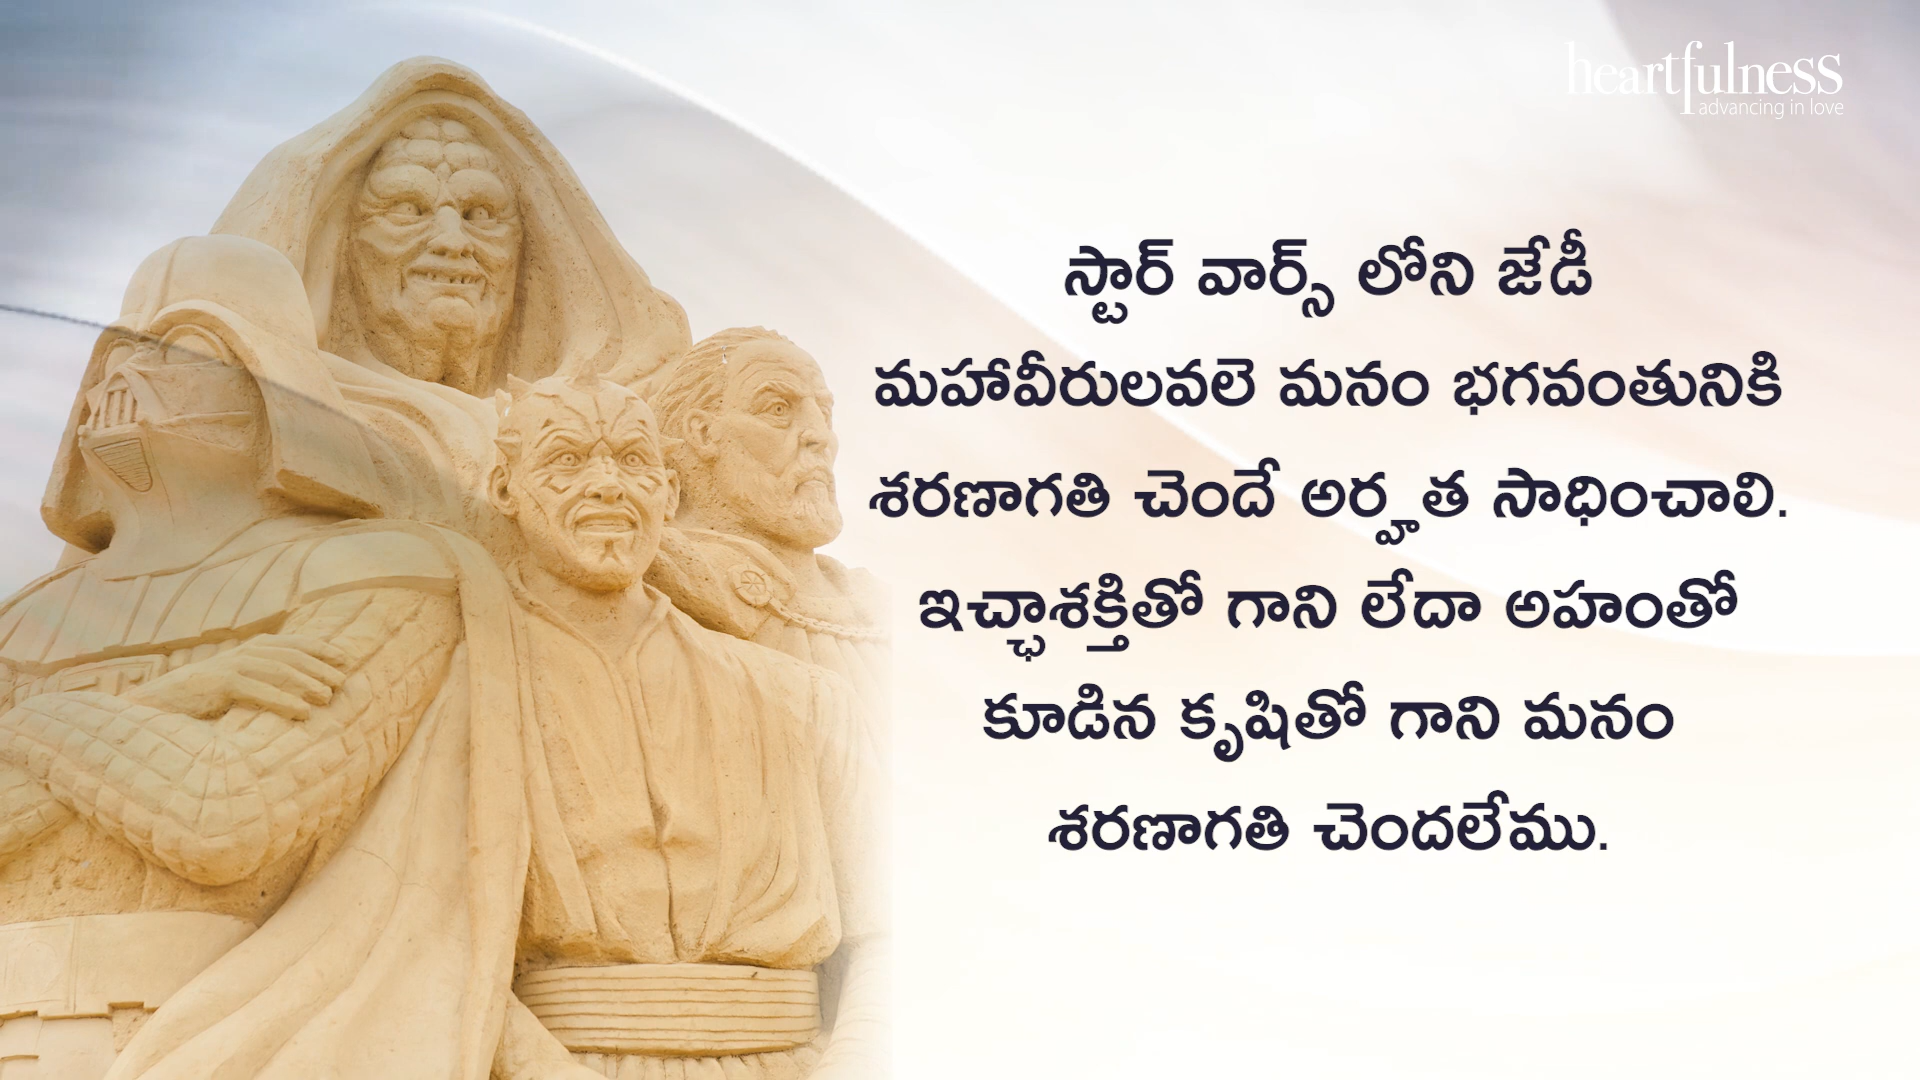 heartfulness
advancing in love
స్టార్ వార్స్ లోని జేడీ
మహావీరులవలె మనం భగవంతునికి
శరణాగతి చెందే అర్హత సాధించాలి.
ఇచ్ఛాశక్తితో గాని లేదా అహంతో
కూడిన కృషితో గాని మనం
శరణాగతి చెందలేము.